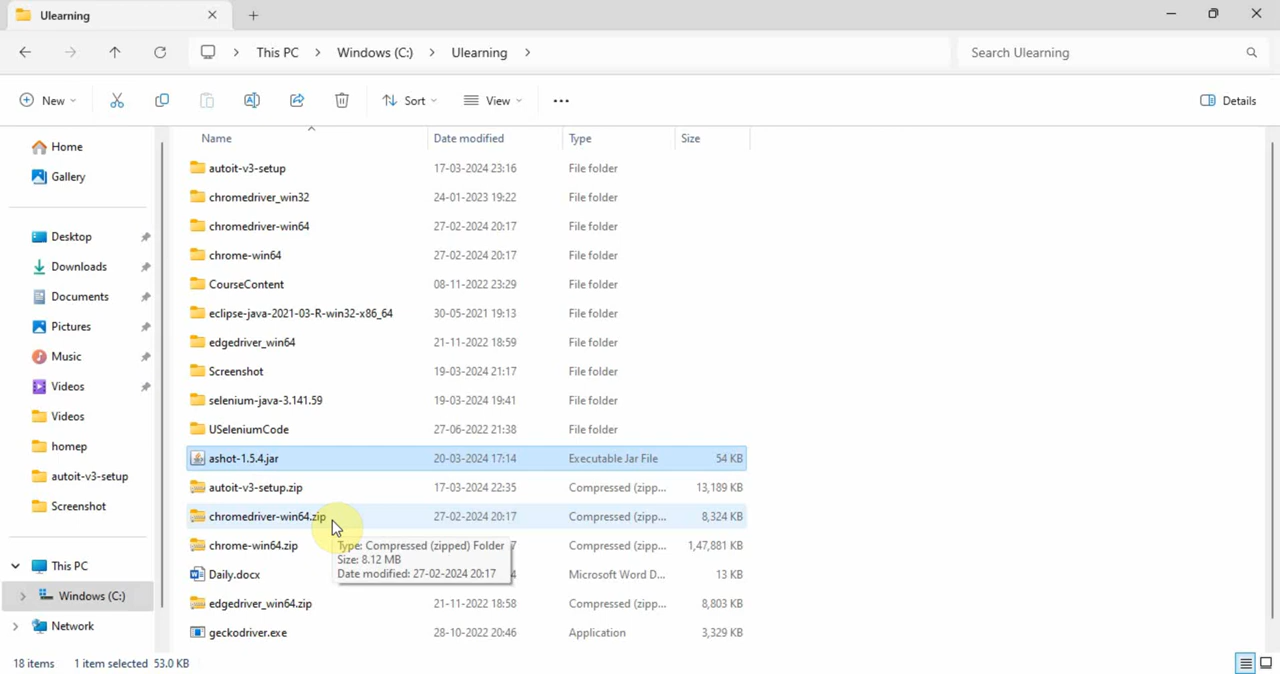 Ulearning
This PC > Windows (C:) > Ulearning >
Search Ulearning
New
Sort
View
Details
Home
Gallery
Desktop
Downloads
Documents
Pictures
Music
Videos
Videos
homep
autoit-v3-setup
Screenshot
This PC
Windows (C:)
Network
Name Date modified Type Size
autoit-v3-setup 17-03-2024 23:16 File folder
chromedriver_win32 24-01-2023 19:22 File folder
chromedriver-win64 27-02-2024 20:17 File folder
chrome-win64 27-02-2024 20:17 File folder
CourseContent 08-11-2022 23:29 File folder
eclipse-java-2021-03-R-win32-x86_64 30-05-2021 19:13 File folder
edgedriver_win64 21-11-2022 18:59 File folder
Screenshot 19-03-2024 21:17 File folder
selenium-java-3.141.59 19-03-2024 19:41 File folder
USeleniumCode 27-06-2022 21:38 File folder
ashot-1.5.4.jar 20-03-2024 17:14 Executable Jar File 54 KB
autoit-v3-setup.zip 17-03-2024 22:35 Compressed (zipp... 13,189 KB
chromedriver-win64.zip 27-02-2024 20:17 Compressed (zipp... 8,324 KB
chrome-win64.zip 7 Compressed (zipp... 1,47,881 KB
Type: Compressed (zipped) Folder
Size: 8.12 MB
Date modified: 27-02-2024 20:17
Daily.docx 4 Microsoft Word D... 13 KB
edgedriver_win64.zip 21-11-2022 18:58 Compressed (zipp... 8,803 KB
geckodriver.exe 28-10-2022 20:46 Application 3,329 KB
18 items 1 item selected 53.0 KB